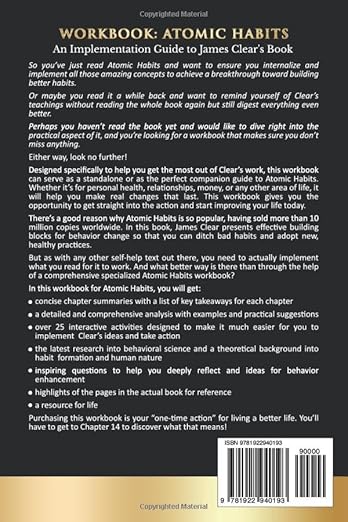 Copyrighted Material
WORKBOOK: ATOMIC HABITS
An Implementation Guide to James Clear's Book
So you've just read Atomic Habits and want to ensure you internalize and
implement all those amazing concepts to achieve a breakthrough toward building
better habits.
Or maybe you read it a while back and want to remind yourself of Clear's
teachings without reading the whole book again but still digest everything even
better.
Perhaps you haven't read the book yet and would like to dive right into the
practical aspect of it, and you're looking for a workbook that makes sure you don't
miss anything.
Either way, look no further!
Designed specifically to help you get the most out of Clear's work, this workbook
can serve as a standalone or as the perfect companion guide to Atomic Habits.
Whether it's for personal health, relationships, money, or any other area of life, it
will help you make real changes that last. This workbook gives you the
opportunity to get straight into the action and start improving your life today.
There's a good reason why Atomic Habits is so popular, having sold more than 10
million copies worldwide. In this book, James Clear presents effective building
blocks for behavior change so that you can ditch bad habits and adopt new,
healthy practices.
But as with any other self-help text out there, you need to actually implement
what you read for it to work. And what better way is there than through the help
of a comprehensive specialized Atomic Habits workbook?
In this workbook for Atomic Habits, you will get:
• concise chapter summaries with a list of key takeaways for each chapter
• a detailed and comprehensive analysis with examples and practical suggestions
• over 25 interactive activities designed to make it much easier for you to
implement Clear's ideas and take action
• the latest research into behavioral science and a theoretical background into
habit formation and human nature
• inspiring questions to help you deeply reflect and ideas for behavior
enhancement
• highlights of the pages in the actual book for reference
• a resource for life
Purchasing this workbook is your "one-time action" for living a better life. You'll
have to get to Chapter 14 to discover what that means!
ISBN 9781922940193
90000
9 781922 940193
Copyrighted Material